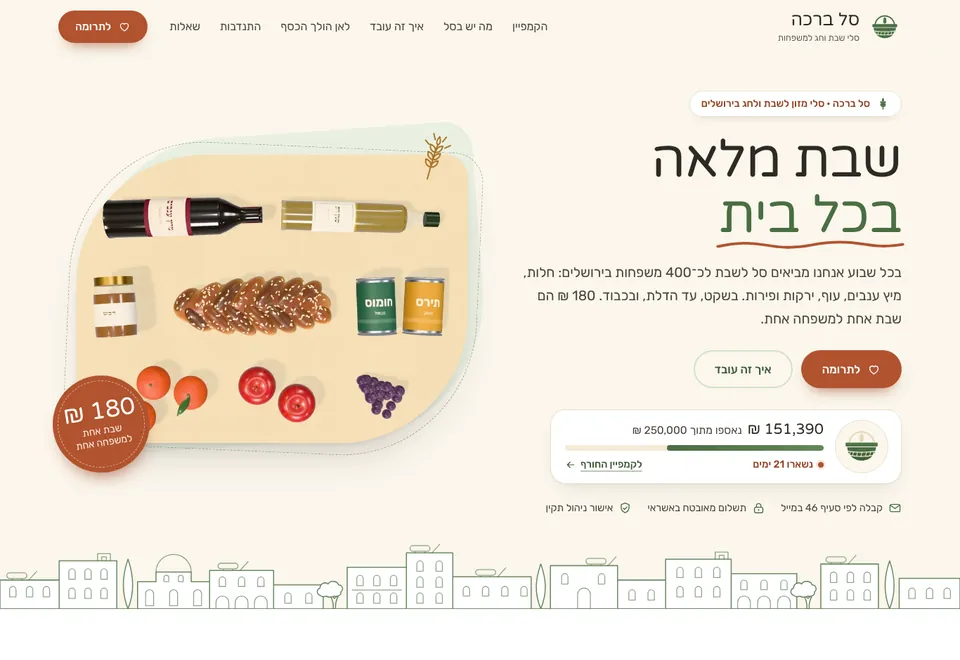 סל ברכה
סלי שבת וחג למשפחות
הקמפיין
מה יש בסל
איך זה עובד
לאן הולך הכסף
התנדבות
שאלות
לתרומה
סל ברכה • סלי מזון לשבת ולחג בירושלים
שבת מלאה
בכל בית
בכל שבוע אנחנו מביאים סל לשבת לכ־400 משפחות בירושלים: חלות,
מיץ ענבים, עוף, ירקות ופירות. בשקט, עד הדלת, ובכבוד. 180 ₪ הם
שבת אחת למשפחה אחת.
לתרומה
איך זה עובד
151,390 ₪ נאספו מתוך 250,000 ₪
נשארו 21 ימים
לקמפיין החורף ←
קבלה לפי סעיף 46 במייל
תשלום מאובטח באשראי
אישור ניהול תקין
חומוס
תירס
דבש
180 ₪
שבת אחת
למשפחה אחת